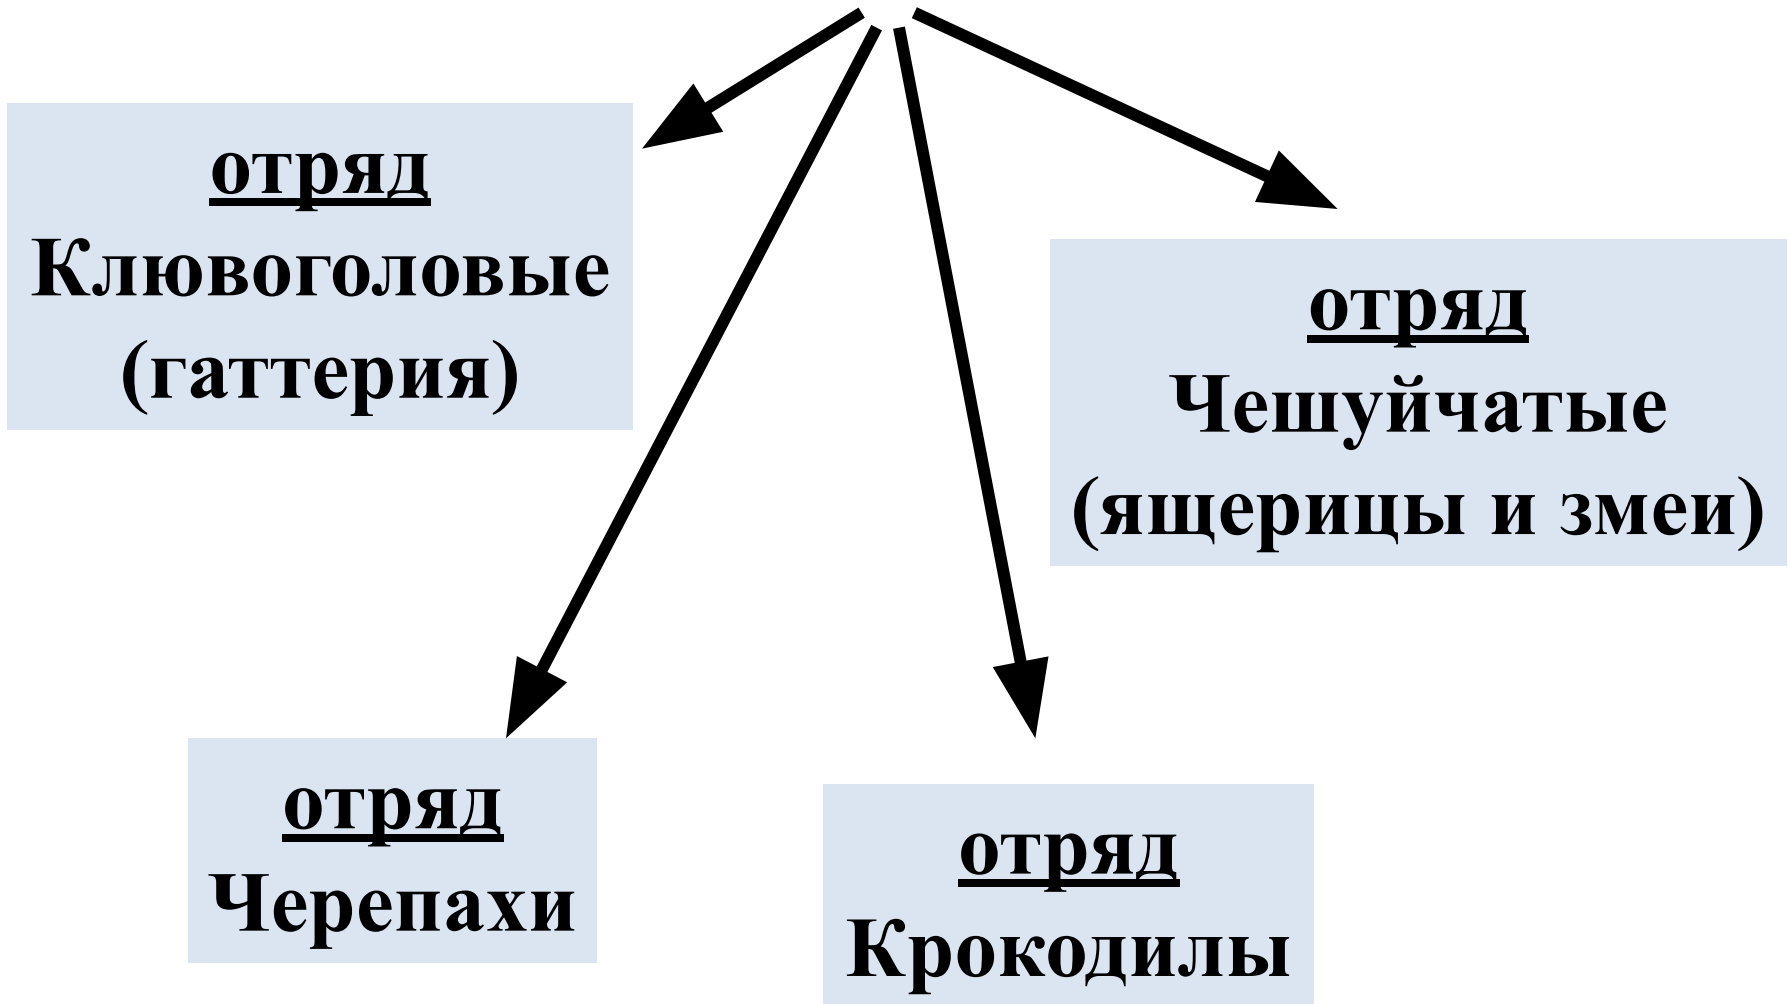 отряд
Клювоголовые
(гаттерия)
отряд
Чешуйчатые
(ящерицы и змеи)
отряд
Черепахи
отряд
Крокодилы